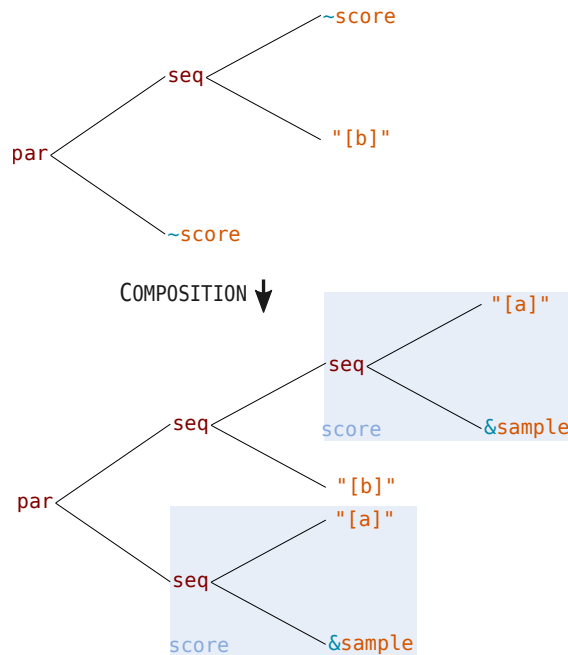 ~score
seq
"[b]"
par
~score
COMPOSITION
"[a]"
seq
score
&sample
seq
"[b]"
par
"[a]"
seq
score
&sample